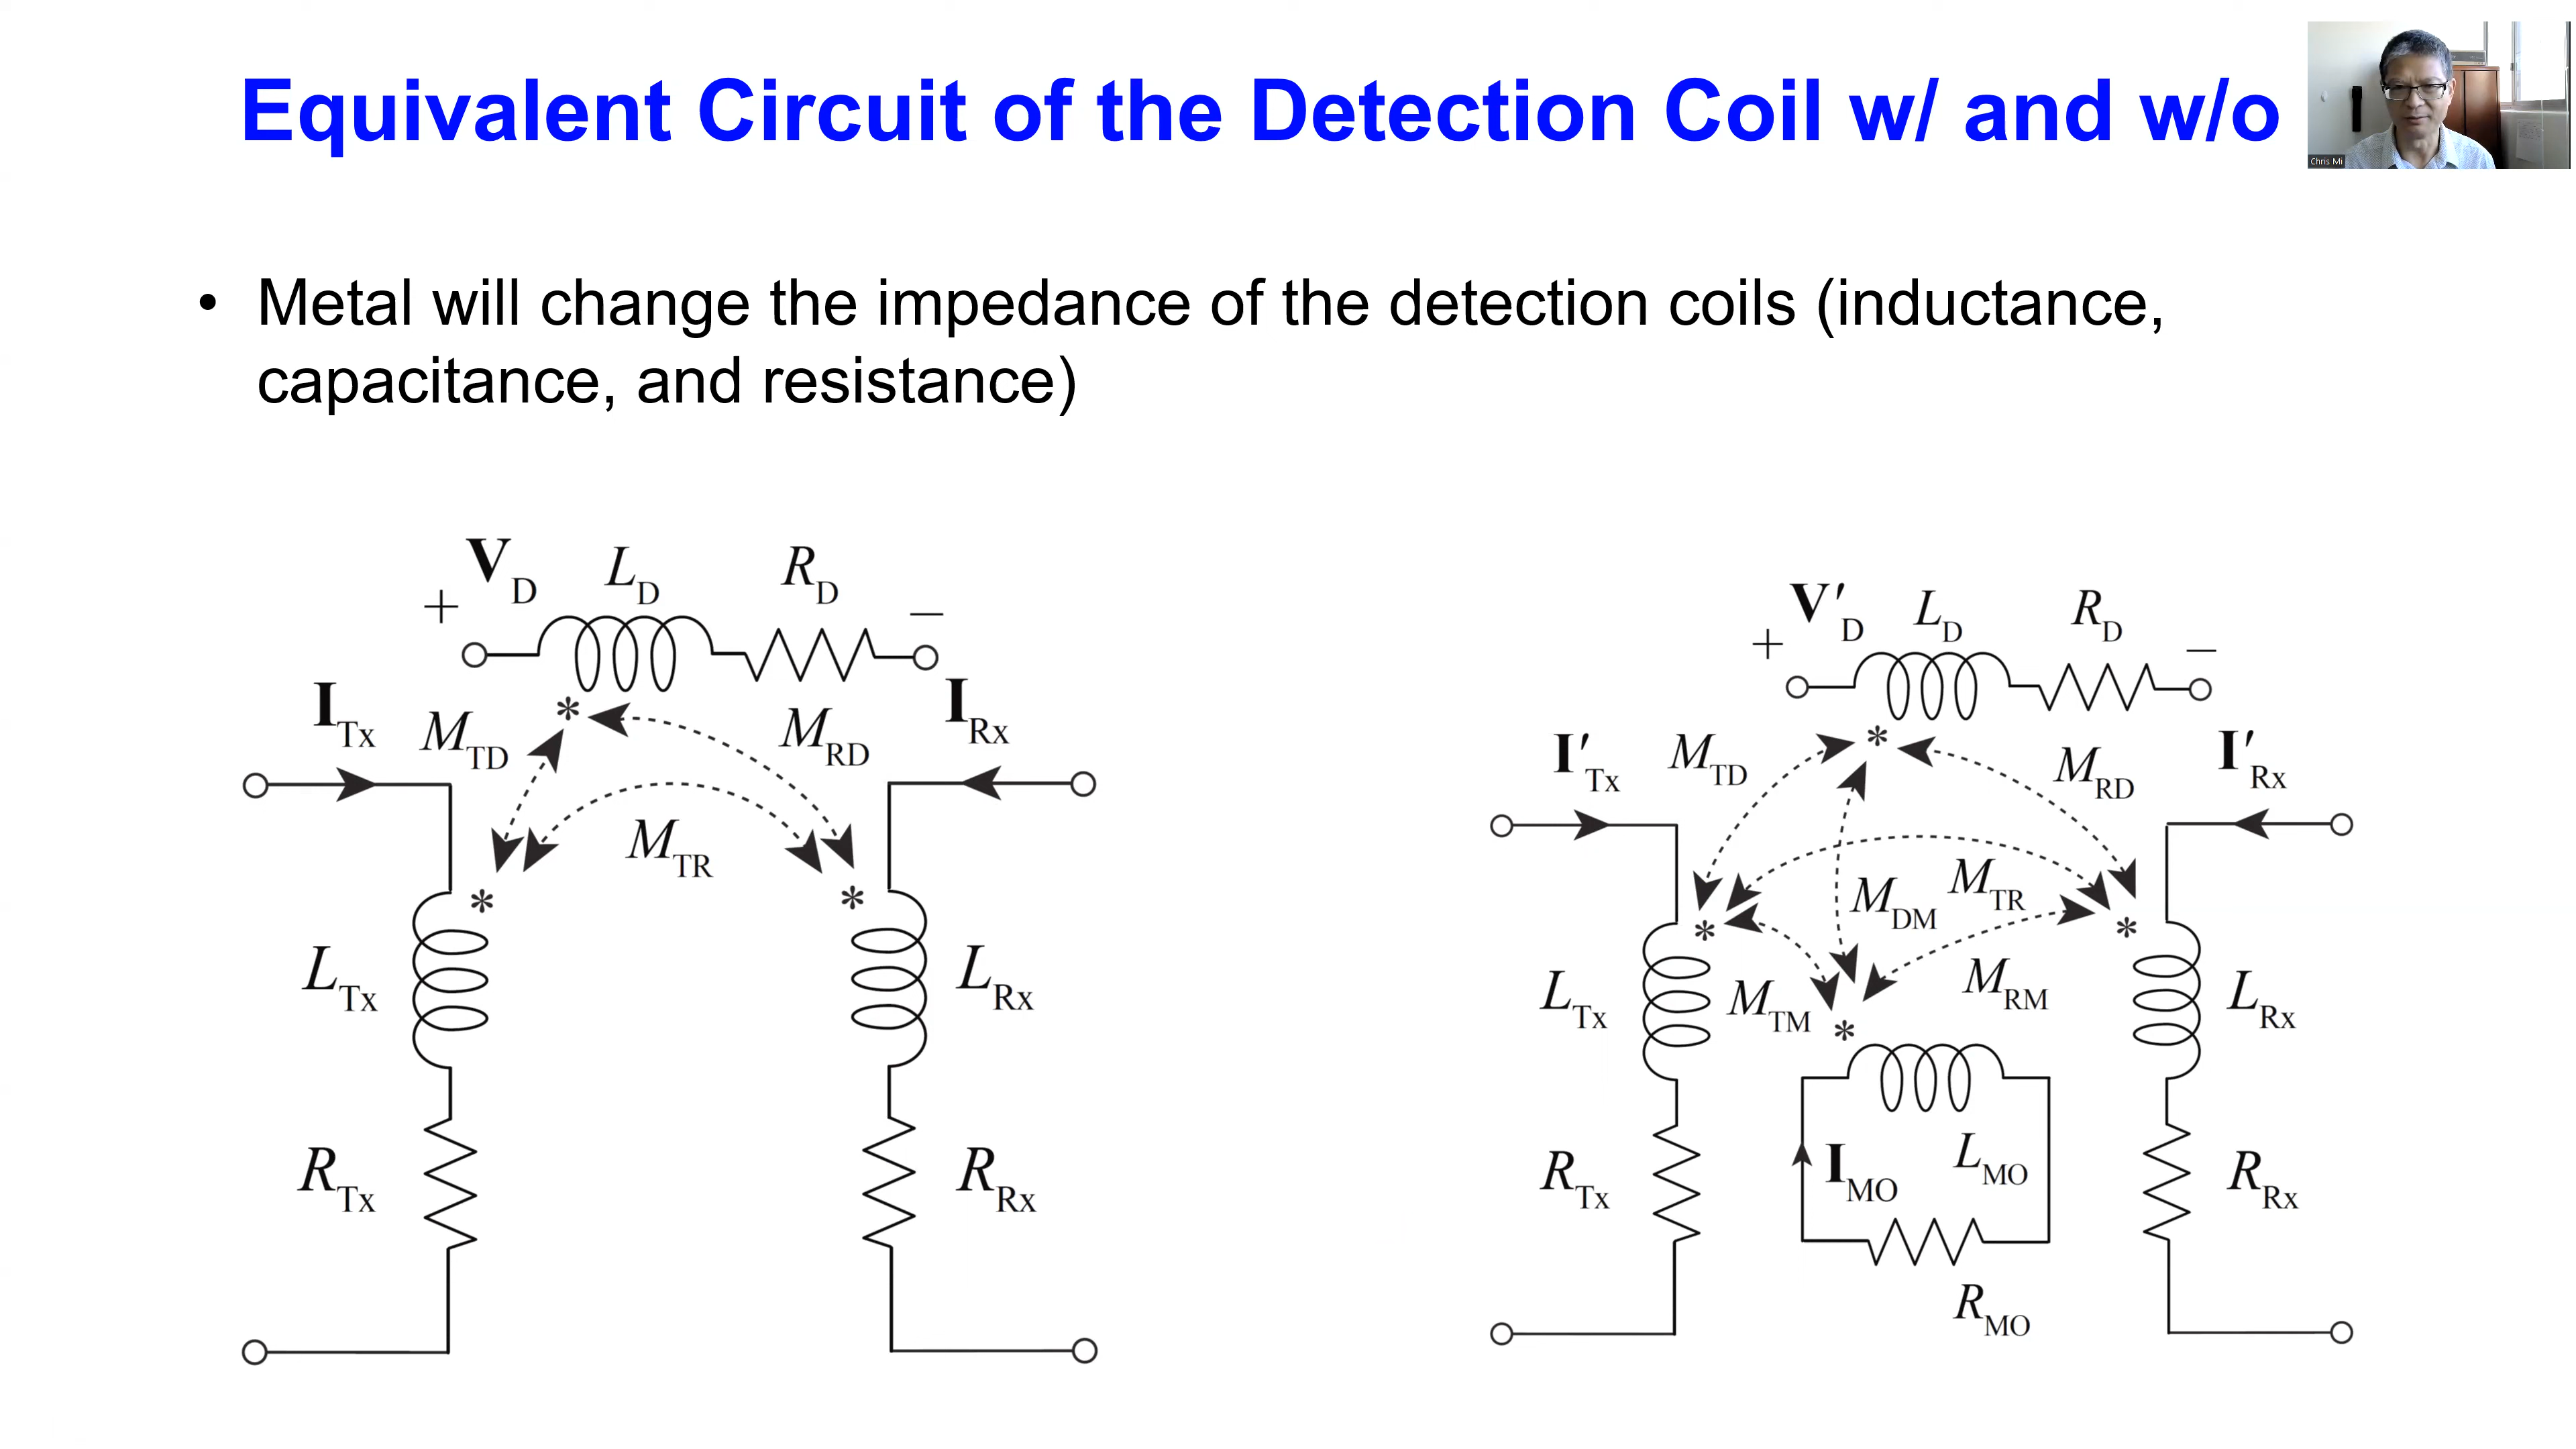 Equivalent Circuit of the Detection Coil w/ and w/o
Chris Mi
• Metal will change the impedance of the detection coils (inductance,
capacitance, and resistance)
+ V_D L_D R_D −
I_Tx M_TD M_RD I_Rx
M_TR
* * *
L_Tx L_Rx
R_Tx R_Rx
+ V′_D L_D R_D −
I′_Tx M_TD * M_RD I′_Rx
M_DM M_TR
* *
L_Tx M_TM * M_RM L_Rx
R_Tx I_MO L_MO R_Rx
R_MO